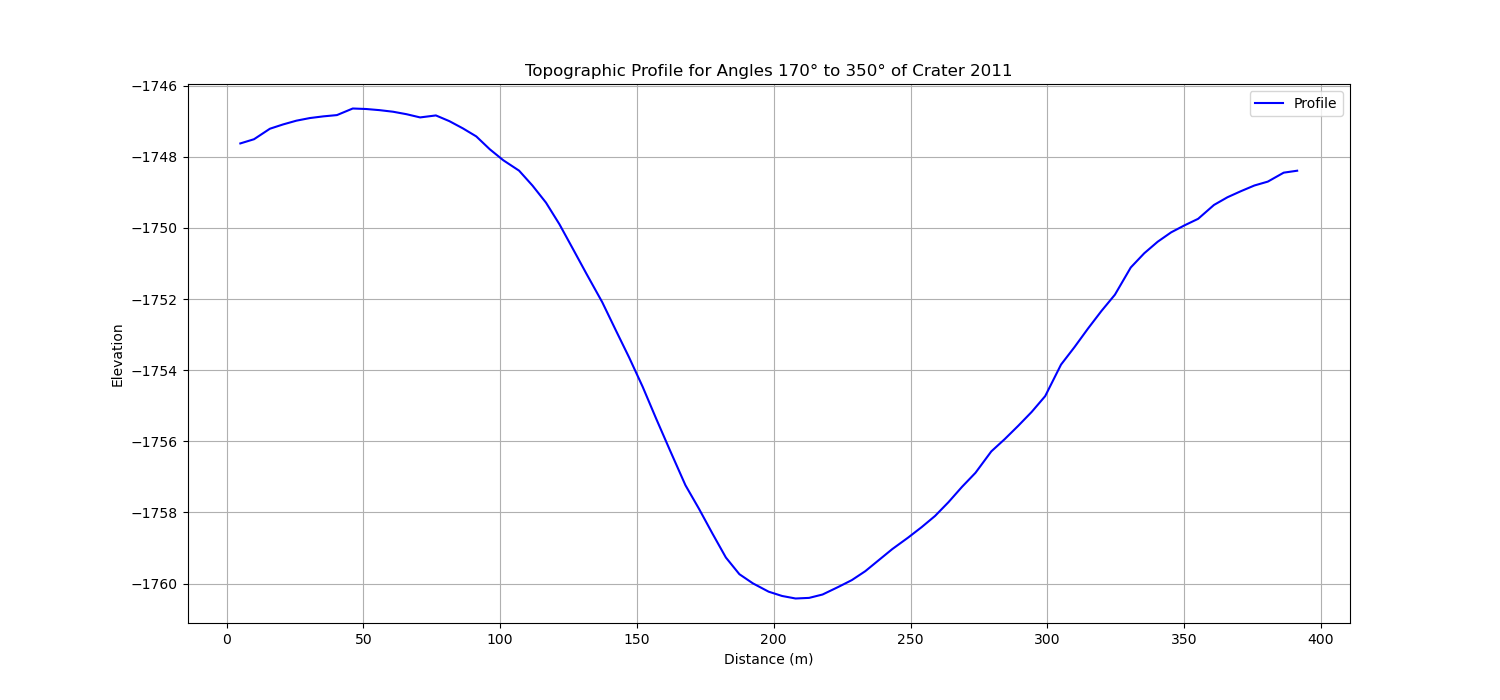 Topographic Profile for Angles 170° to 350° of Crater 2011
Profile
−1746
−1748
−1750
−1752
−1754
−1756
−1758
−1760
Elevation
0 50 100 150 200 250 300 350 400
Distance (m)